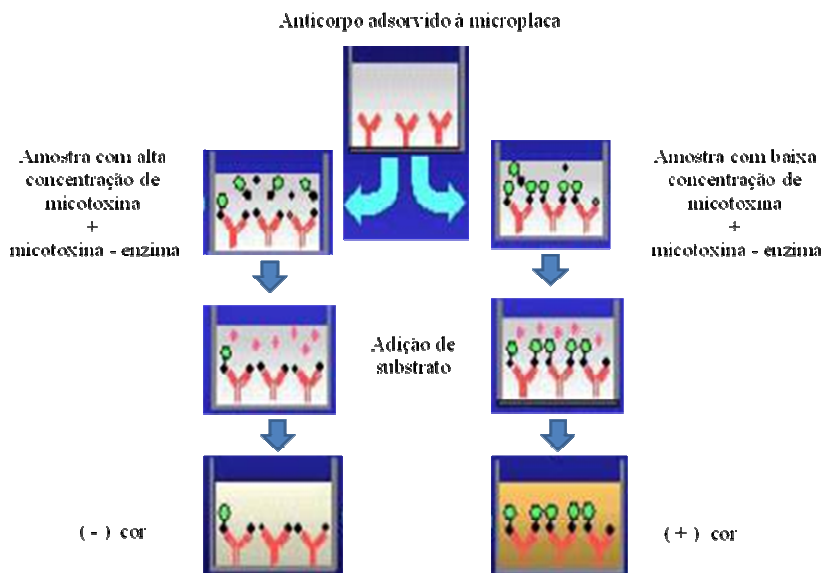 Anticorpo adsorvido à microplaca
Amostra com alta
concentração de
micotoxina
+
micotoxina - enzima
Amostra com baixa
concentração de
micotoxina
+
micotoxina - enzima
Adição de
substrato
( - ) cor
( + ) cor